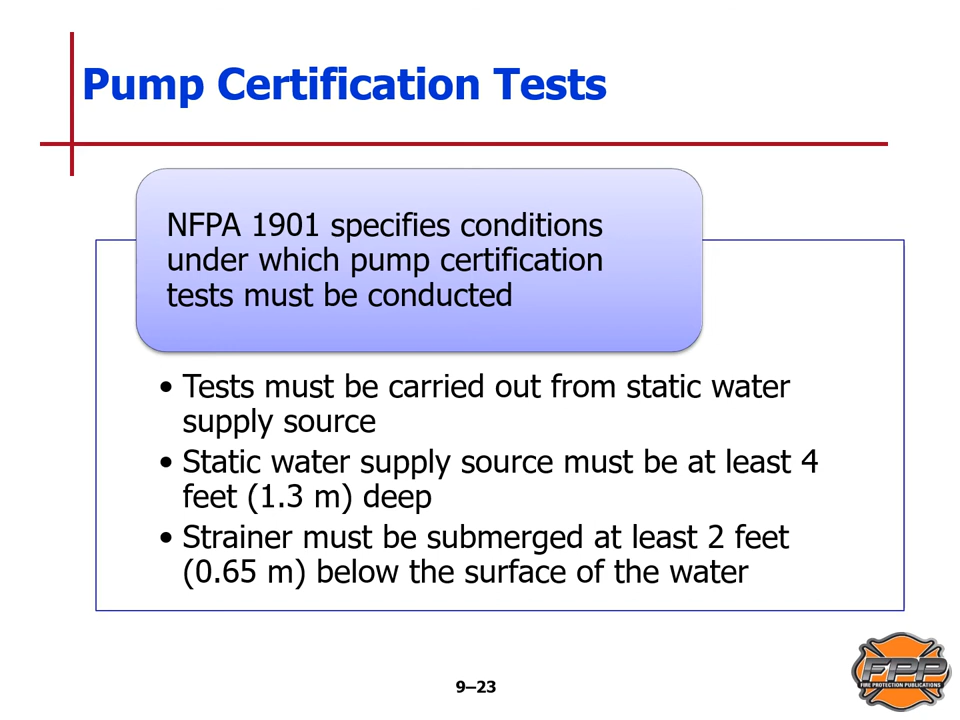 Pump Certification Tests
NFPA 1901 specifies conditions
under which pump certification
tests must be conducted
• Tests must be carried out from static water
supply source
• Static water supply source must be at least 4
feet (1.3 m) deep
• Strainer must be submerged at least 2 feet
(0.65 m) below the surface of the water
9–23
FPP
FIRE PROTECTION PUBLICATIONS